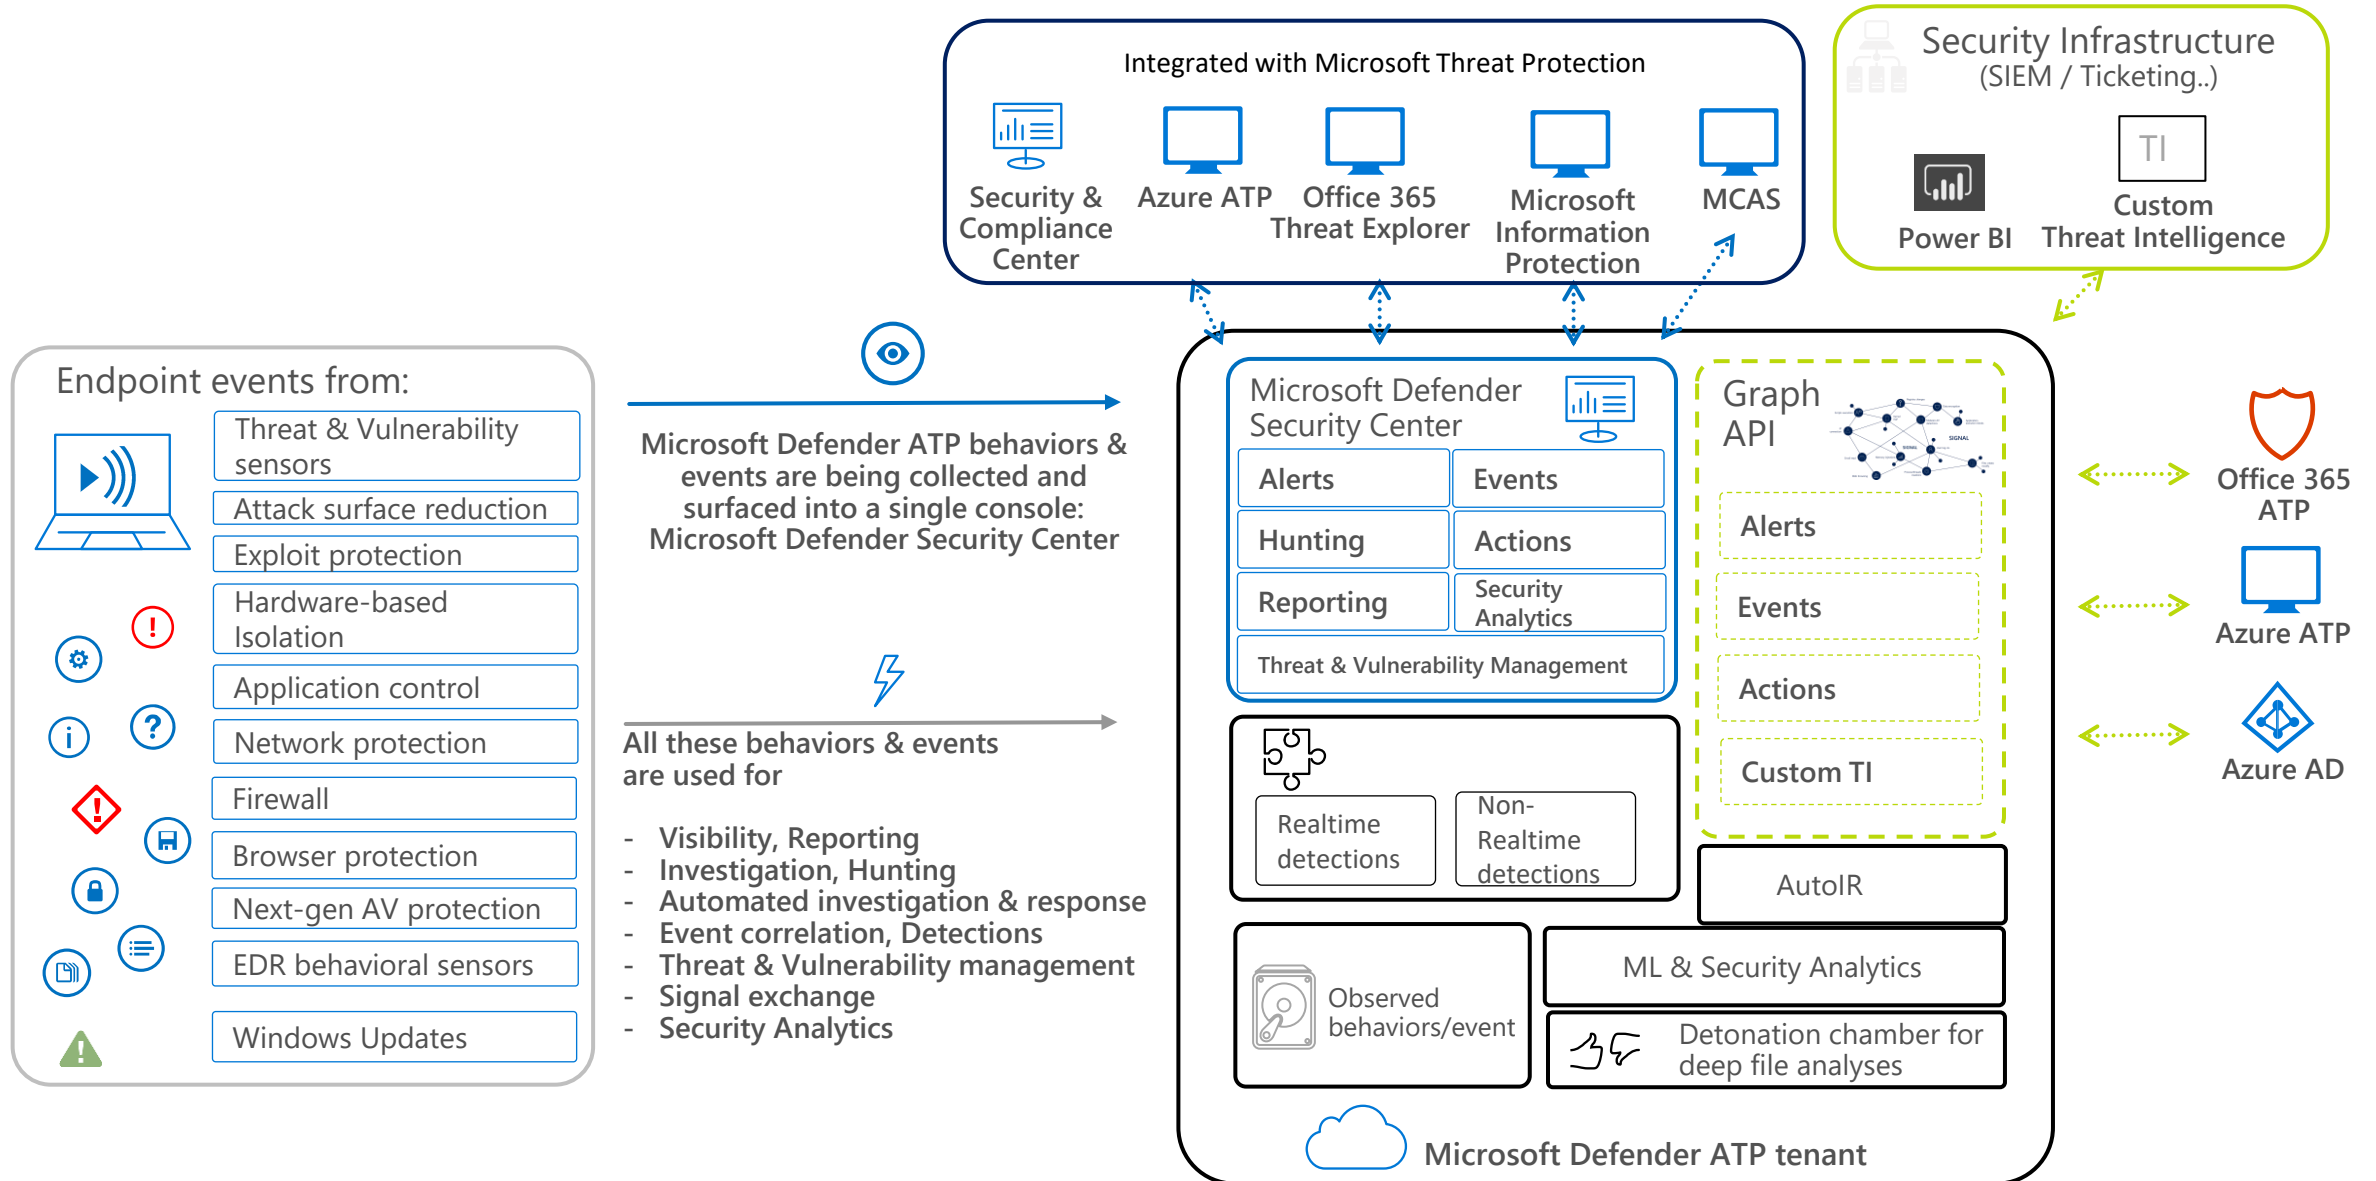 Integrated with Microsoft Threat Protection
Security &
Compliance
Center
Azure ATP
Office 365
Threat Explorer
Microsoft
Information
Protection
MCAS
Security Infrastructure
(SIEM / Ticketing..)
Power BI
TI
Custom
Threat Intelligence
Endpoint events from:
Threat & Vulnerability
sensors
Attack surface reduction
Exploit protection
Hardware-based
Isolation
Application control
Network protection
Firewall
Browser protection
Next-gen AV protection
EDR behavioral sensors
Windows Updates
Microsoft Defender ATP behaviors &
events are being collected and
surfaced into a single console:
Microsoft Defender Security Center
All these behaviors & events
are used for
- Visibility, Reporting
- Investigation, Hunting
- Automated investigation & response
- Event correlation, Detections
- Threat & Vulnerability management
- Signal exchange
- Security Analytics
Microsoft Defender
Security Center
Alerts
Events
Hunting
Actions
Reporting
Security
Analytics
Threat & Vulnerability Management
Realtime
detections
Non-
Realtime
detections
Observed
behaviors/event
Graph
API
SIGNAL
Alerts
Events
Actions
Custom TI
AutoIR
ML & Security Analytics
Detonation chamber for
deep file analyses
Microsoft Defender ATP tenant
Office 365
ATP
Azure ATP
Azure AD